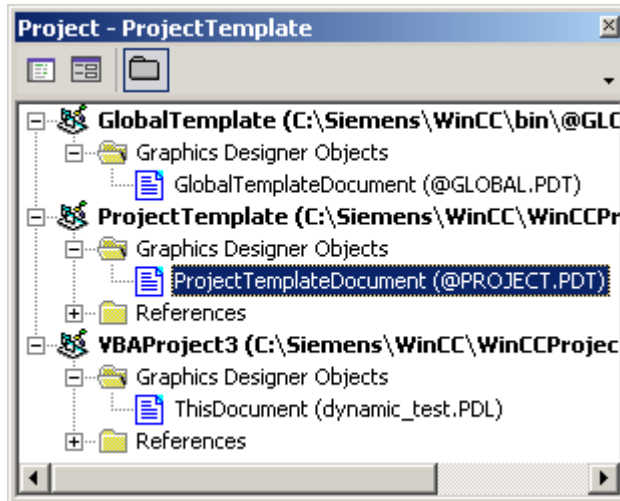 Project - ProjectTemplate
GlobalTemplate (C:\Siemens\WinCC\bin\@GLC
Graphics Designer Objects
GlobalTemplateDocument (@GLOBAL.PDT)
ProjectTemplate (C:\Siemens\WinCC\WinCCPr
Graphics Designer Objects
ProjectTemplateDocument (@PROJECT.PDT)
References
VBAProject3 (C:\Siemens\WinCC\WinCCProjec
Graphics Designer Objects
ThisDocument (dynamic_test.PDL)
References